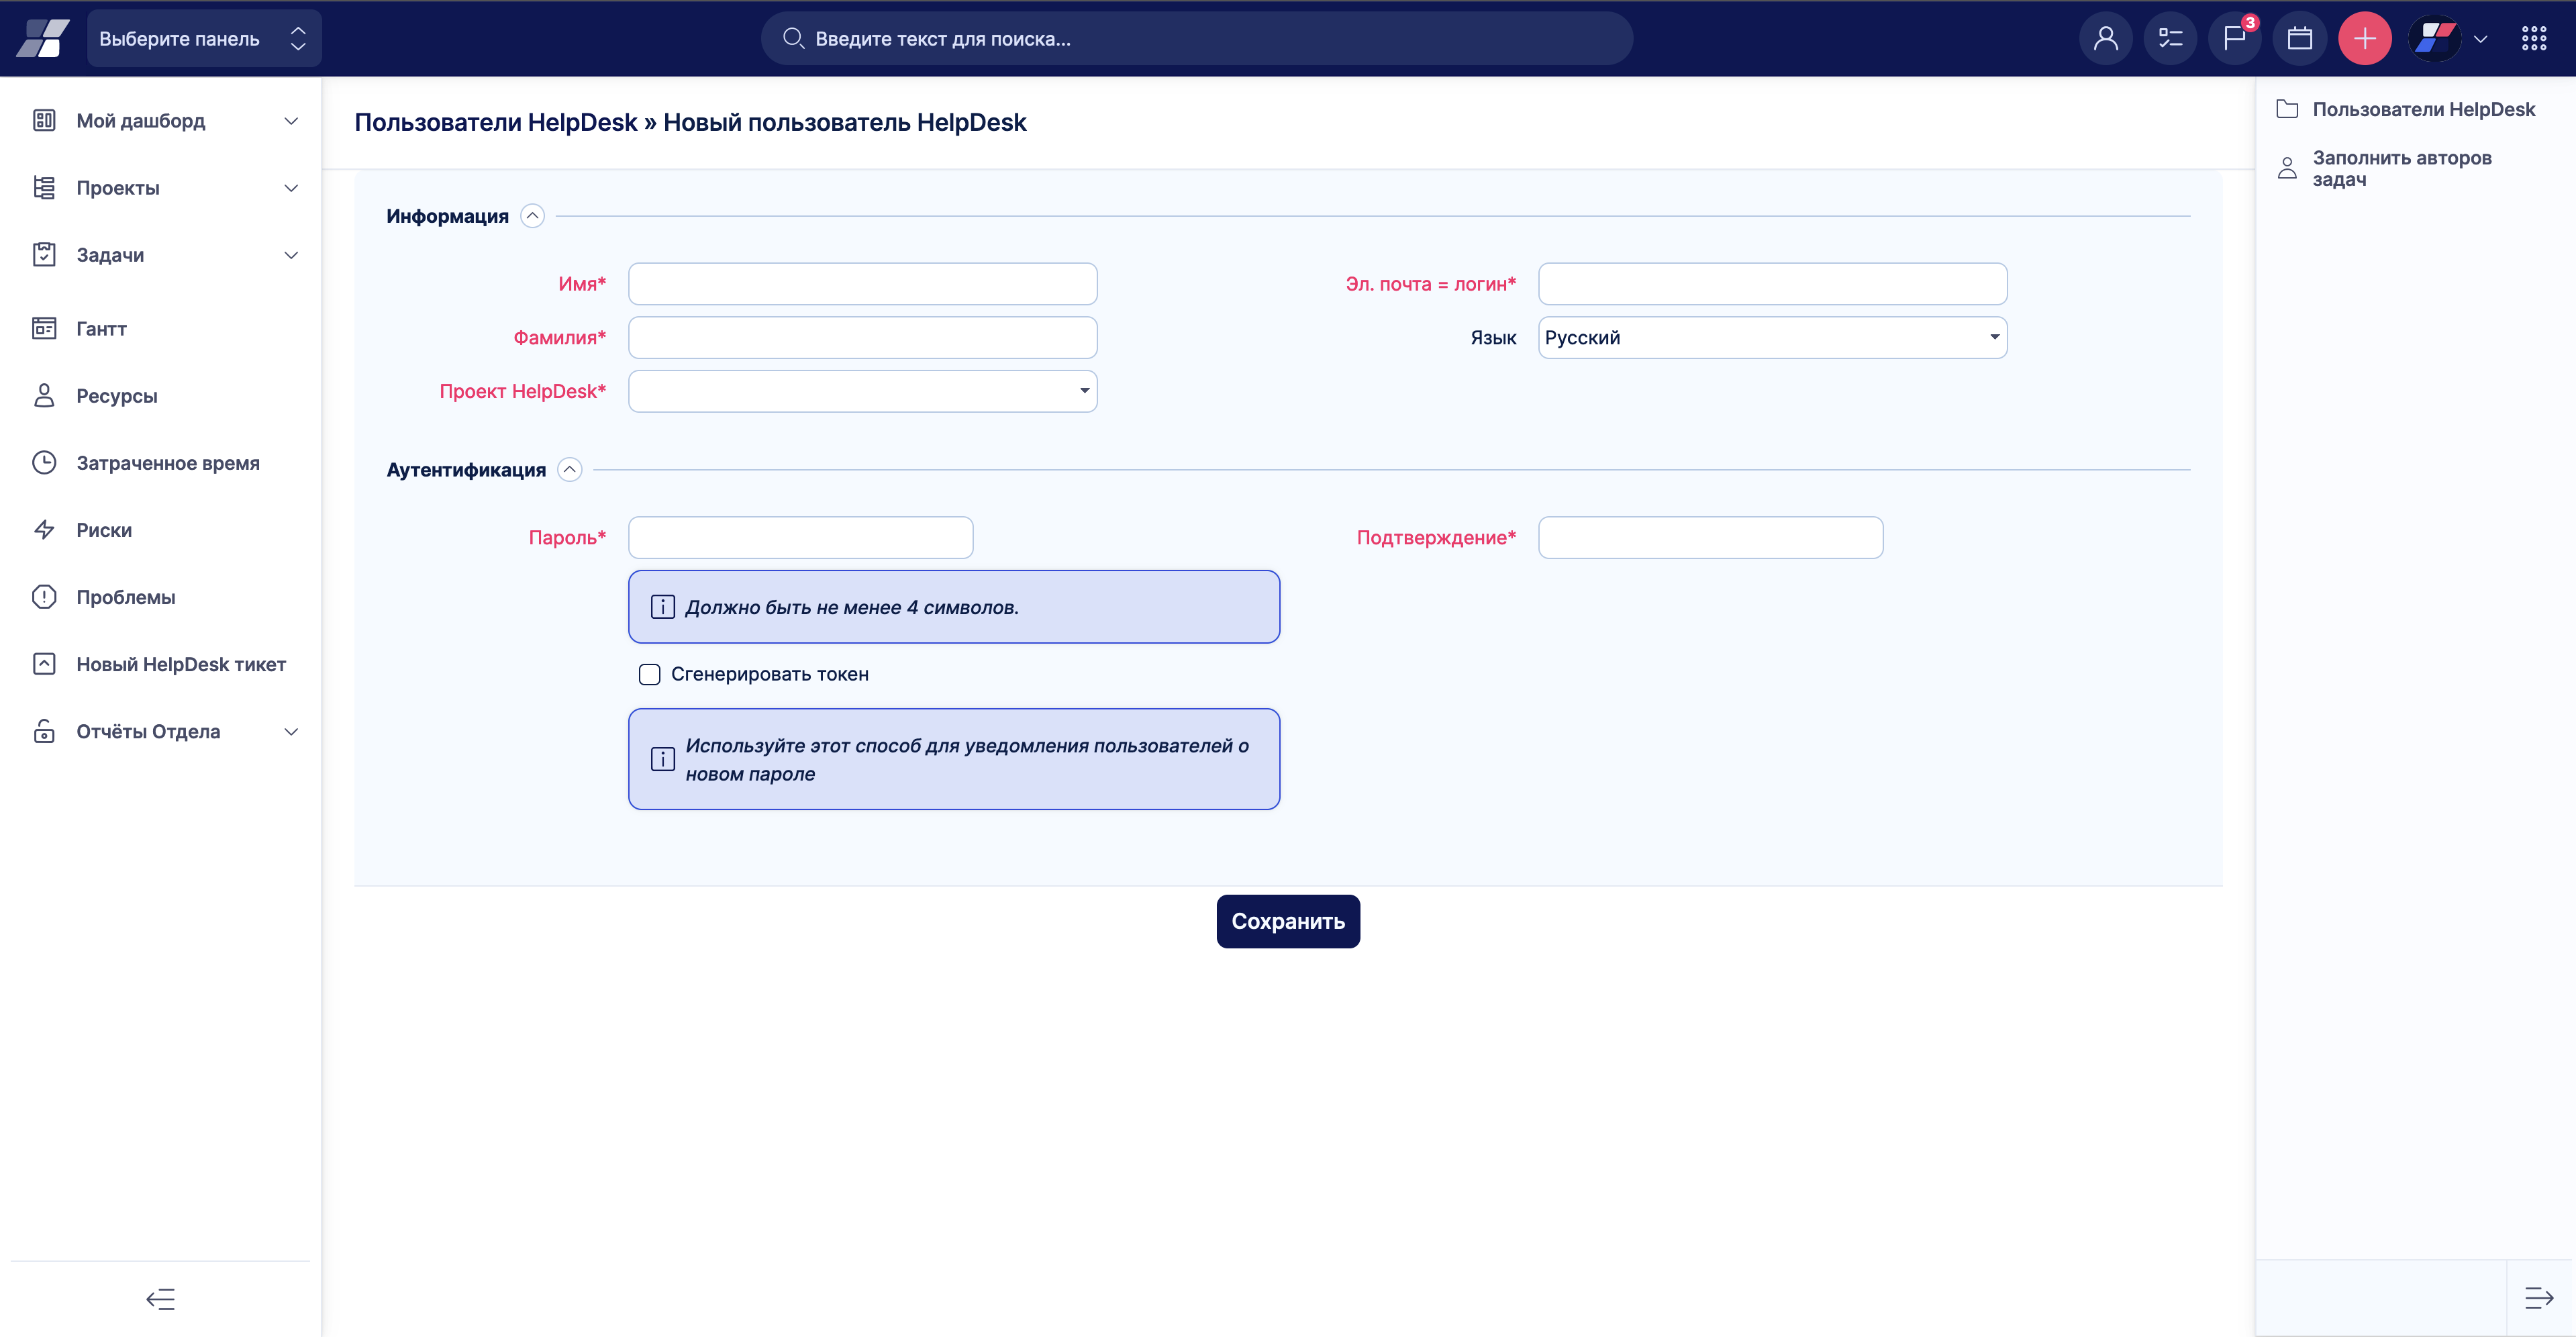 Выберите панель
Введите текст для поиска...
3
Мой дашборд
Проекты
Задачи
Гантт
Ресурсы
Затраченное время
Риски
Проблемы
Новый HelpDesk тикет
Отчёты Отдела
Пользователи HelpDesk » Новый пользователь HelpDesk
Информация
Имя*
Эл. почта = логин*
Фамилия*
Язык
Русский
Проект HelpDesk*
Аутентификация
Пароль*
Подтверждение*
Должно быть не менее 4 символов.
Сгенерировать токен
Используйте этот способ для уведомления пользователей о
новом пароле
Сохранить
Пользователи HelpDesk
Заполнить авторов
задач